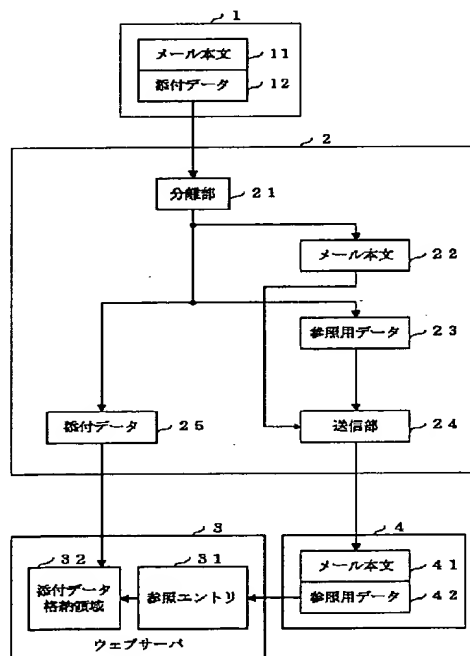 1
メール本文 11
添付データ 12
2
分離部 21
メール本文 22
参照用データ 23
添付データ 25
送信部 24
3
4
32
31
添付データ
格納領域
参照エントリ
メール本文 41
参照用データ 42
ウェブサーバ